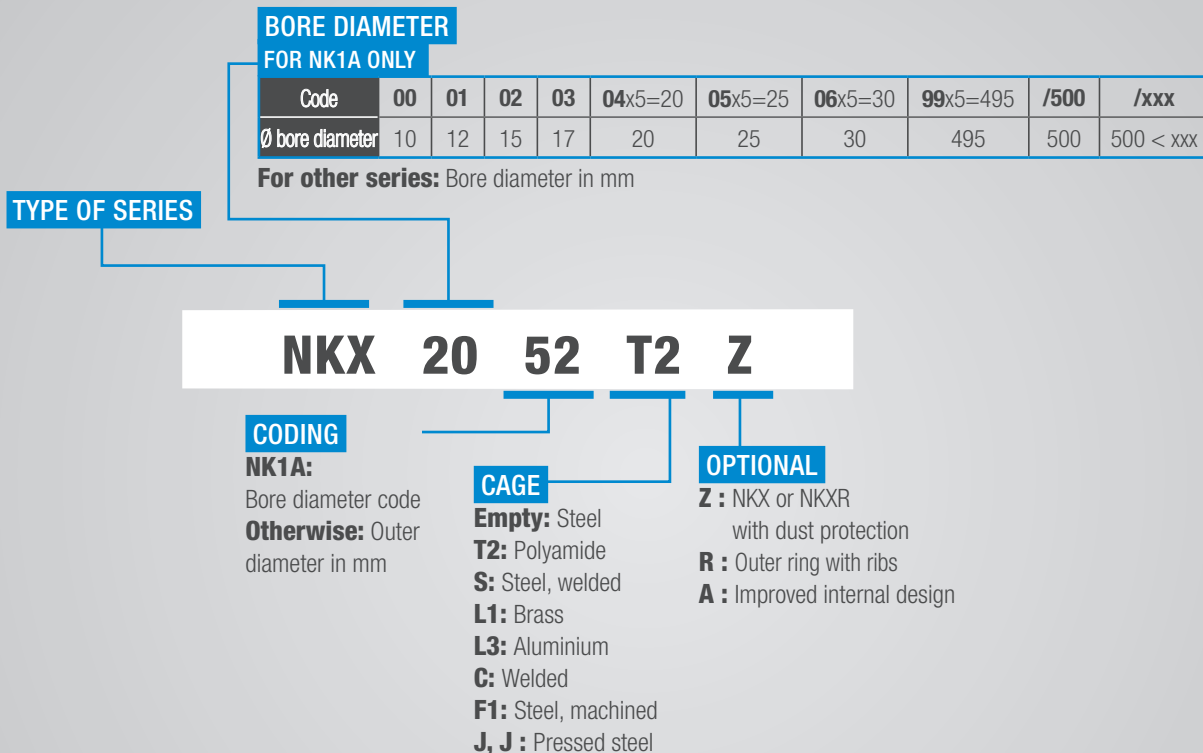 BORE DIAMETER
FOR NK1A ONLY
Code 00 01 02 03 04x5=20 05x5=25 06x5=30 99x5=495 /500 /xxx
Ø bore diameter 10 12 15 17 20 25 30 495 500 500 < xxx
For other series: Bore diameter in mm
TYPE OF SERIES
NKX 20 52 T2 Z
CODING
NK1A:
Bore diameter code
Otherwise: Outer
diameter in mm
CAGE
Empty: Steel
T2: Polyamide
S: Steel, welded
L1: Brass
L3: Aluminium
C: Welded
F1: Steel, machined
J, J : Pressed steel
OPTIONAL
Z : NKX or NKXR
with dust protection
R : Outer ring with ribs
A : Improved internal design